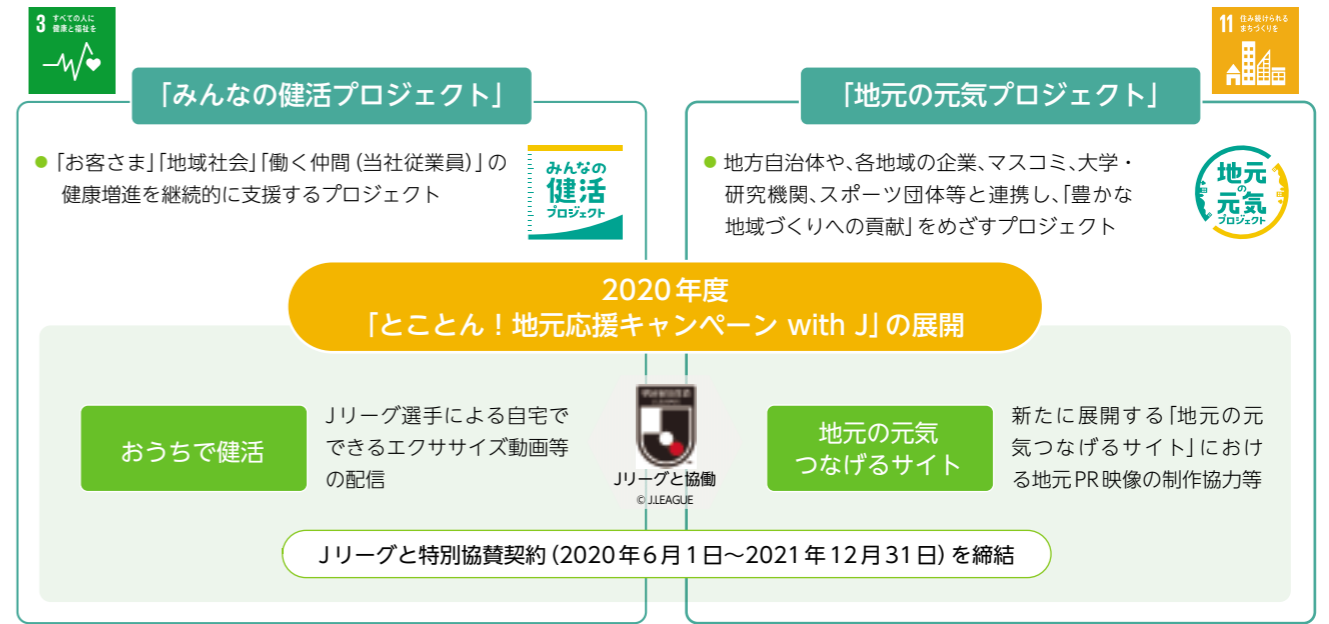 3 すべての人に
健康と福祉を
「みんなの健活プロジェクト」
●「お客さま」「地域社会」「働く仲間(当社従業員)」の
健康増進を継続的に支援するプロジェクト
みんなの
健活
プロジェクト
11 住み続けられる
まちづくりを
「地元の元気プロジェクト」
●地方自治体や、各地域の企業、マスコミ、大学・
研究機関、スポーツ団体等と連携し、「豊かな
地域づくりへの貢献」をめざすプロジェクト
地元
の
元気
プロジェクト
2020年度
「とことん!地元応援キャンペーン with J」の展開
おうちで健活
Jリーグ選手による自宅で
できるエクササイズ動画等
の配信
Jリーグと協働
© J.LEAGUE
地元の元気
つなげるサイト
新たに展開する「地元の元
気つなげるサイト」におけ
る地元PR映像の制作協力等
Jリーグと特別協賛契約(2020年6月1日~2021年12月31日)を締結